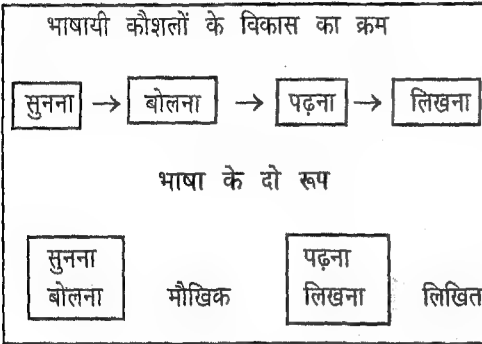 भाषायी कौशलों के विकास का क्रम
सुनना → बोलना → पढ़ना → लिखना
भाषा के दो रूप
सुनना पढ़ना
बोलना मौखिक लिखना लिखित